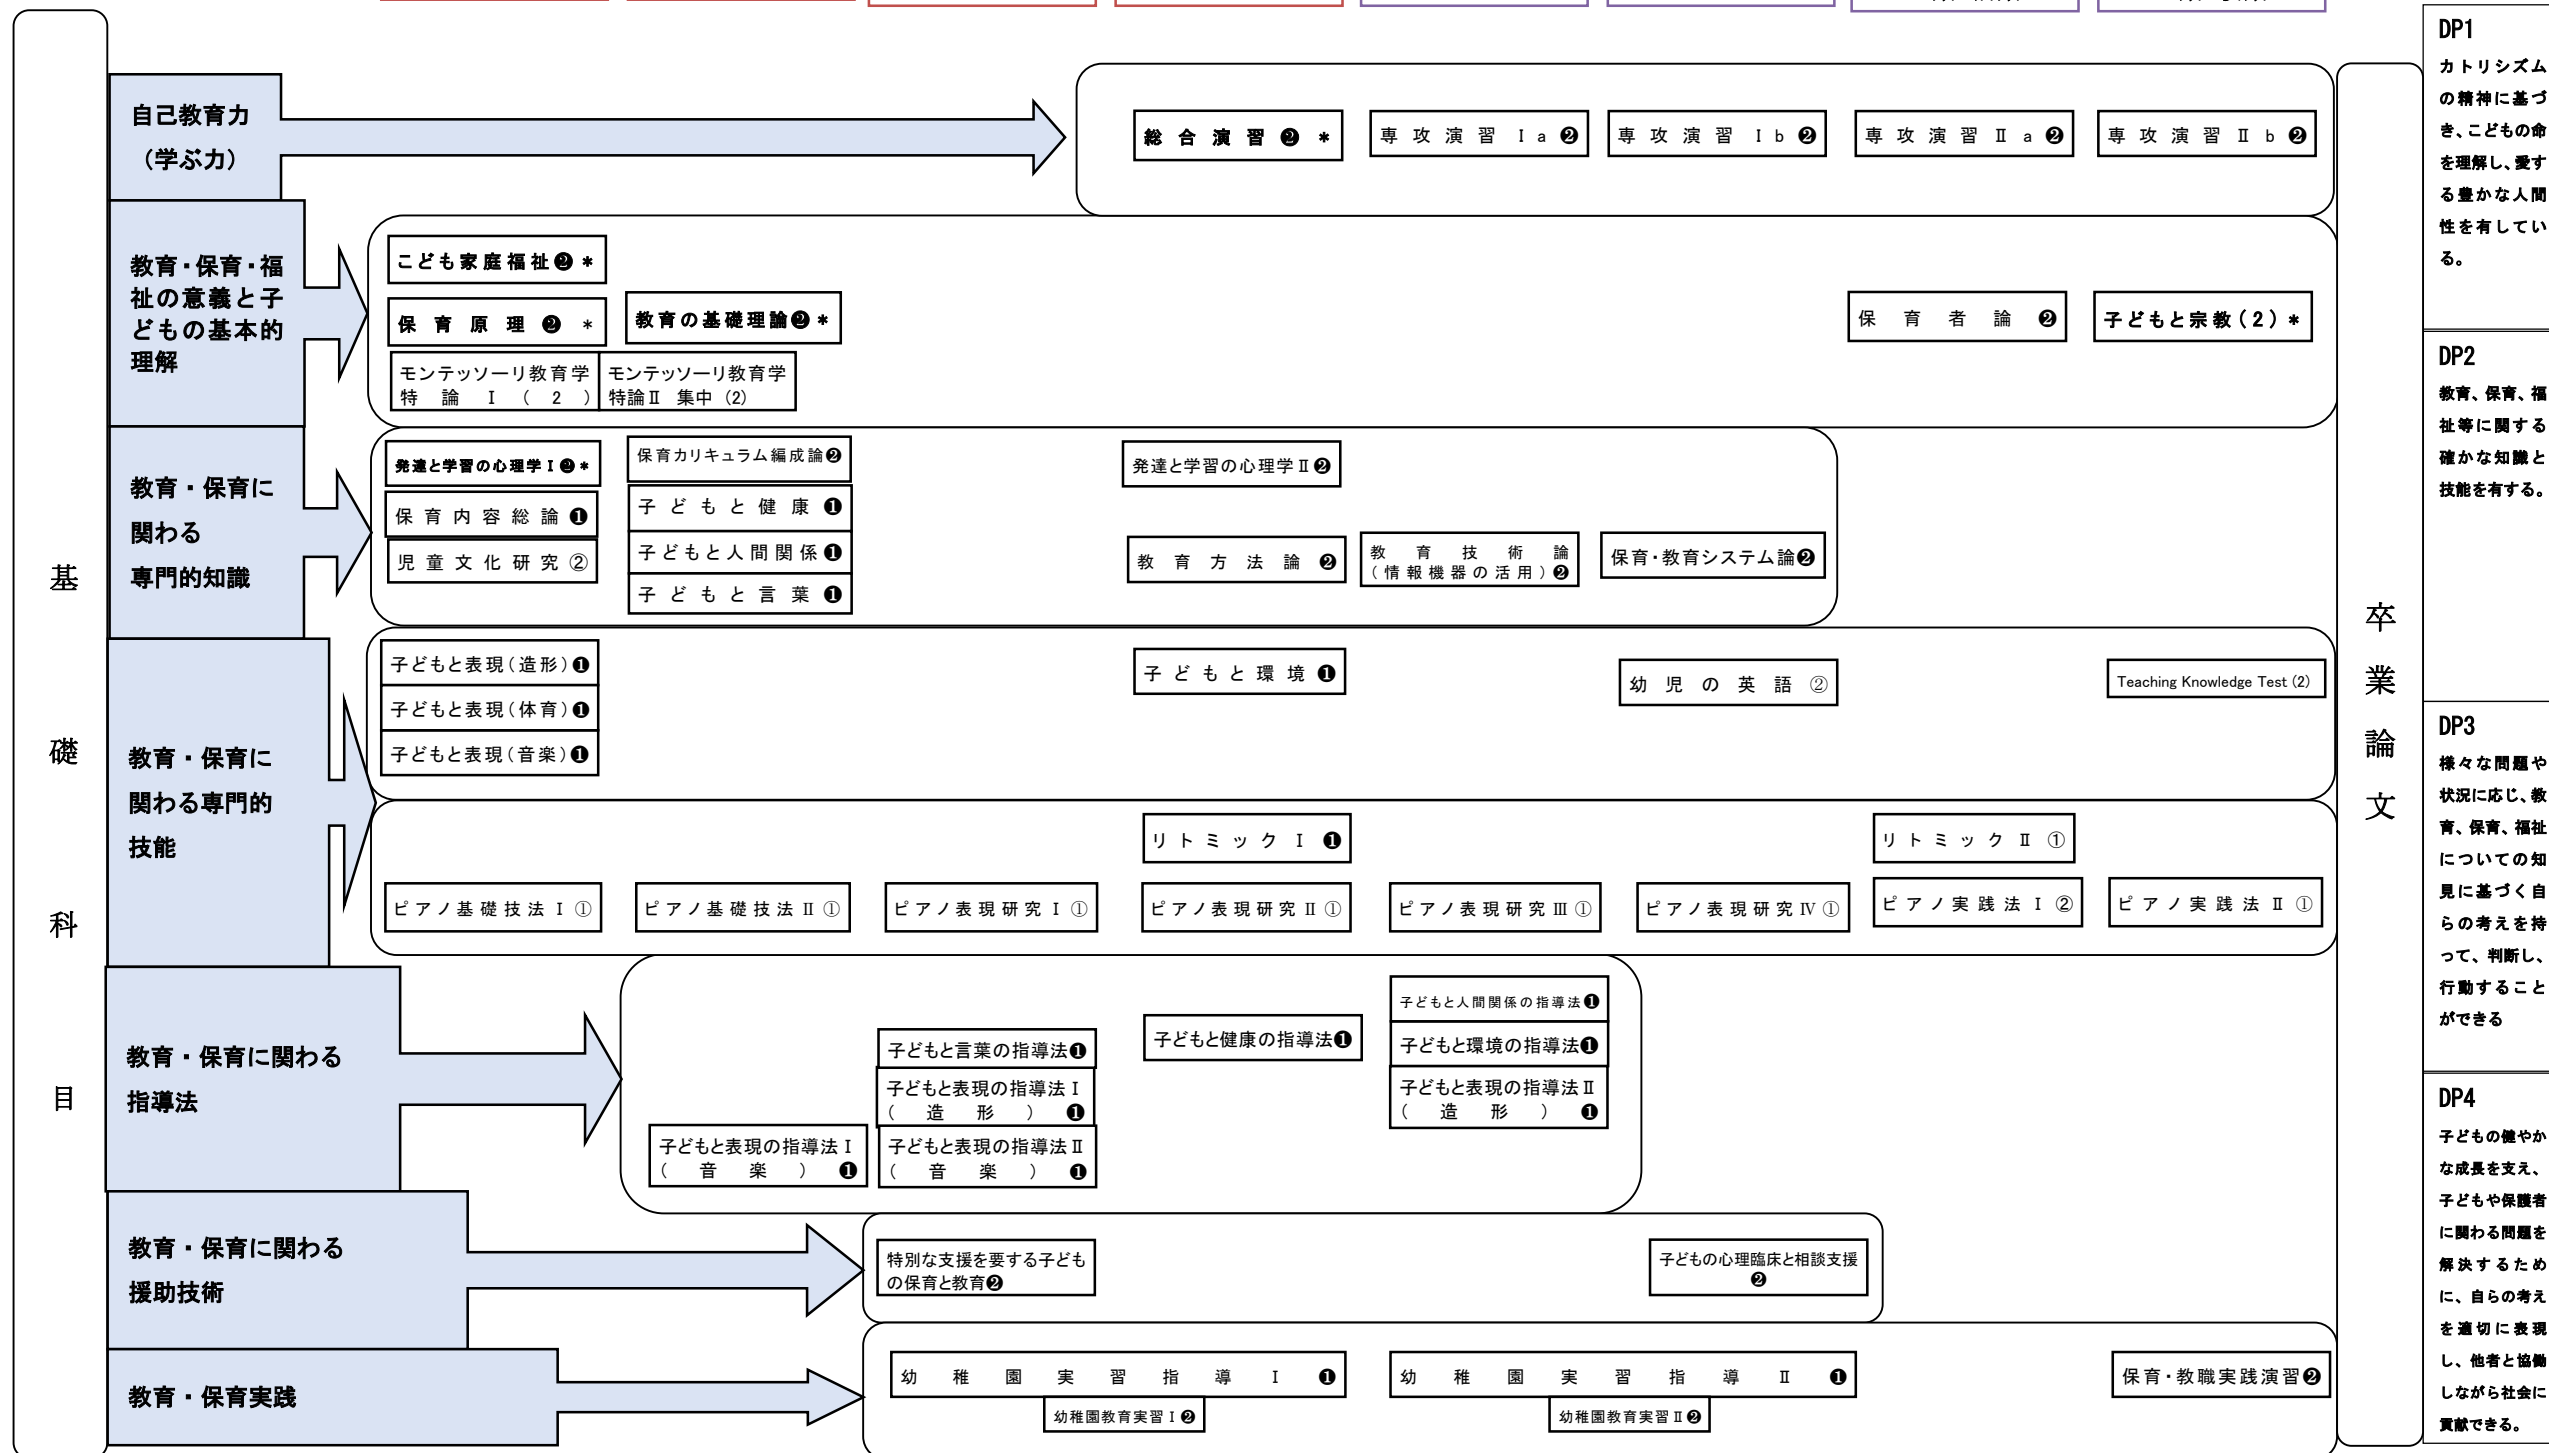 基
礎
科
目
自己教育力
（学ぶ力）
総合演習❷*
専攻演習Ⅰa❷
専攻演習Ⅰb❷
専攻演習Ⅱa❷
専攻演習Ⅱb❷
教育・保育・福
祉の意義と子
どもの基本的
理解
こども家庭福祉❷*
保育原理❷*
教育の基礎理論❷*
モンテッソーリ教育学
特論Ⅰ（2）
モンテッソーリ教育学
特論Ⅱ 集中(2)
保育者論❷
子どもと宗教(2)*
教育・保育に
関わる
専門的知識
発達と学習の心理学Ⅰ❷*
保育内容総論❶
児童文化研究②
保育カリキュラム編成論❷
子どもと健康❶
子どもと人間関係❶
子どもと言葉❶
発達と学習の心理学Ⅱ❷
教育方法論❷
教育技術論
(情報機器の活用)❷
保育・教育システム論❷
教育・保育に
関わる専門的
技能
子どもと表現(造形)❶
子どもと表現(体育)❶
子どもと表現(音楽)❶
子どもと環境❶
幼児の英語②
Teaching Knowledge Test (2)
リトミックⅠ❶
リトミックⅡ①
ピアノ基礎技法Ⅰ①
ピアノ基礎技法Ⅱ①
ピアノ表現研究Ⅰ①
ピアノ表現研究Ⅱ①
ピアノ表現研究Ⅲ①
ピアノ表現研究Ⅳ①
ピアノ実践法Ⅰ②
ピアノ実践法Ⅱ①
教育・保育に関わる
指導法
子どもと表現の指導法Ⅰ
（音楽）❶
子どもと言葉の指導法❶
子どもと表現の指導法Ⅰ
（造形）❶
子どもと表現の指導法Ⅱ
（音楽）❶
子どもと健康の指導法❶
子どもと人間関係の指導法❶
子どもと環境の指導法❶
子どもと表現の指導法Ⅱ
（造形）❶
教育・保育に関わる
援助技術
特別な支援を要する子ども
の保育と教育❷
子どもの心理臨床と相談支援
❷
教育・保育実践
幼稚園実習指導Ⅰ❶
幼稚園教育実習Ⅰ❷
幼稚園実習指導Ⅱ❶
幼稚園教育実習Ⅱ❷
保育・教職実践演習❷
卒
業
論
文
DP1
カトリシズム
の精神に基づ
き、こどもの命
を理解し、愛す
る豊かな人間
性を有してい
る。
DP2
教育、保育、福
祉等に関する
確かな知識と
技能を有する。
DP3
様々な問題や
状況に応じ、教
育、保育、福祉
についての知
見に基づく自
らの考えを持
って、判断し、
行動すること
ができる
DP4
子どもの健やか
な成長を支え、
子どもや保護者
に関わる問題を
解決するため
に、自らの考え
を適切に表現
し、他者と協働
しながら社会に
貢献できる。